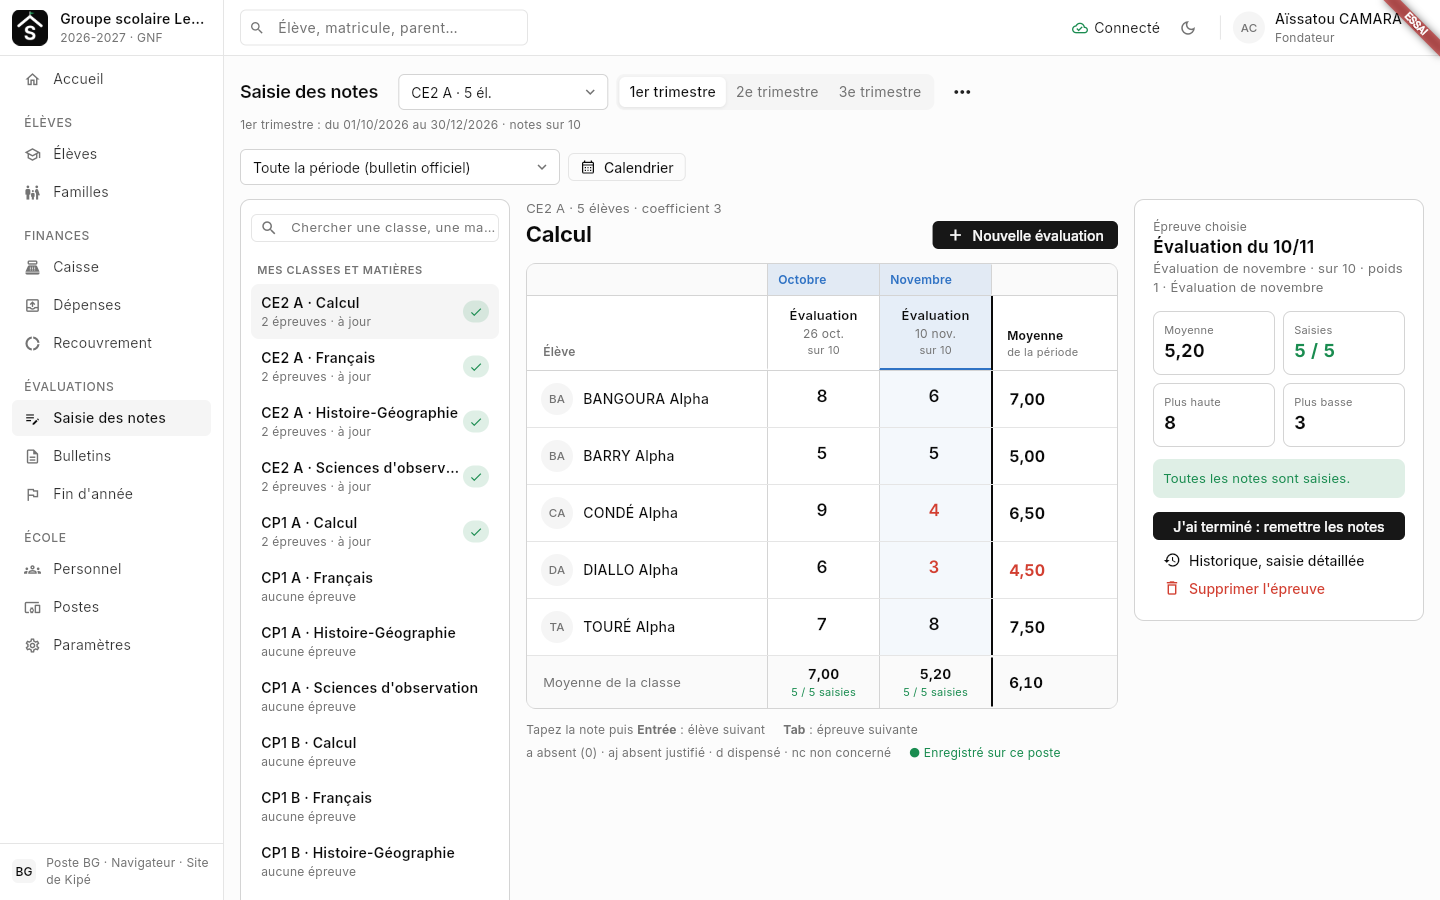 Groupe scolaire Le...
2026-2027 · GNF
Élève, matricule, parent...
Connecté
AC
Aïssatou CAMARA
Fondateur
ESSAI
Accueil
ÉLÈVES
Élèves
Familles
FINANCES
Caisse
Dépenses
Recouvrement
ÉVALUATIONS
Saisie des notes
Bulletins
Fin d'année
ÉCOLE
Personnel
Postes
Paramètres
BG
Poste BG · Navigateur · Site
de Kipé
Saisie des notes
CE2 A · 5 él.
1er trimestre
2e trimestre
3e trimestre
1er trimestre : du 01/10/2026 au 30/12/2026 · notes sur 10
Toute la période (bulletin officiel)
Calendrier
Chercher une classe, une ma...
MES CLASSES ET MATIÈRES
CE2 A · Calcul
2 épreuves · à jour
CE2 A · Français
2 épreuves · à jour
CE2 A · Histoire-Géographie
2 épreuves · à jour
CE2 A · Sciences d'observ...
2 épreuves · à jour
CP1 A · Calcul
2 épreuves · à jour
CP1 A · Français
aucune épreuve
CP1 A · Histoire-Géographie
aucune épreuve
CP1 A · Sciences d'observation
aucune épreuve
CP1 B · Calcul
aucune épreuve
CP1 B · Français
aucune épreuve
CP1 B · Histoire-Géographie
aucune épreuve
CE2 A · 5 élèves · coefficient 3
Calcul
Nouvelle évaluation
Octobre
Novembre
Élève
Évaluation
26 oct.
sur 10
Évaluation
10 nov.
sur 10
Moyenne
de la période
BA BANGOURA Alpha 8 6 7,00
BA BARRY Alpha 5 5 5,00
CA CONDÉ Alpha 9 4 6,50
DA DIALLO Alpha 6 3 4,50
TA TOURÉ Alpha 7 8 7,50
Moyenne de la classe 7,00 5,20 6,10
5 / 5 saisies 5 / 5 saisies
Tapez la note puis Entrée : élève suivant Tab : épreuve suivante
a absent (0) · aj absent justifié · d dispensé · nc non concerné Enregistré sur ce poste
Épreuve choisie
Évaluation du 10/11
Évaluation de novembre · sur 10 · poids
1 · Évaluation de novembre
Moyenne
5,20
Saisies
5 / 5
Plus haute
8
Plus basse
3
Toutes les notes sont saisies.
J'ai terminé : remettre les notes
Historique, saisie détaillée
Supprimer l'épreuve